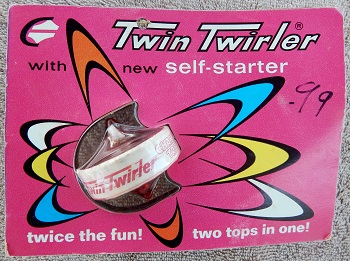 Twin Twirler®
with new self-starter
.99
Twin Twirler
twice the fun! two tops in one!